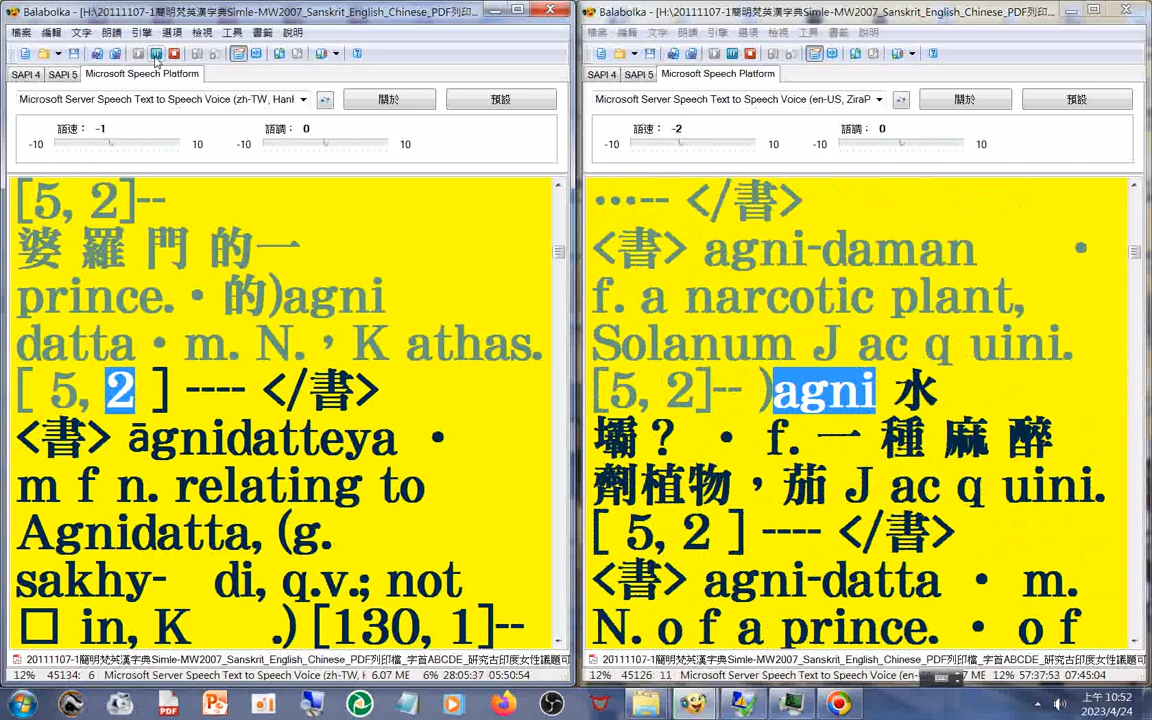 Balabolka - [H:\20111107-1簡明梵英漢字典Simle-MW2007_Sanskrit_English_Chinese_PDF列印...
檔案 編輯 文字 朗讀 引擎 選項 檢視 工具 書籤 說明
SAPI 4 SAPI 5 Microsoft Speech Platform
Microsoft Server Speech Text to Speech Voice (zh-TW, HanH 關於 預設
語速： -1 語調： 0
-10 10 -10 10
[5, 2]--
婆 羅 門 的一
prince.・的)agni
datta・m. N.，K athas.
[ 5, 2 ] ---- </書>
<書> āgnidatteya ・
m f n. relating to
Agnidatta, (g.
sakhy- di, q.v.; not
□ in, K .) [130, 1]--
20111107-1簡明梵英漢字典Simle-MW2007_Sanskrit_English_Chinese_PDF列印檔_字首ABCDE_研究古印度女性議題可
12% 45134: 6 Microsoft Server Speech Text to Speech Voice (zh-TW, H 6.07 ME 6% 28:05:37 05:50:54
Balabolka - [H:\20111107-1簡明梵英漢字典Simle-MW2007_Sanskrit_English_Chinese_PDF列印...
檔案 編輯 文字 朗讀 引擎 選項 檢視 工具 書籤 說明
SAPI 4 SAPI 5 Microsoft Speech Platform
Microsoft Server Speech Text to Speech Voice (en-US, ZiraP 關於 預設
語速： -2 語調： 0
-10 10 -10 10
…-- </書>
<書> agni-daman ・
f. a narcotic plant,
Solanum J ac q uini.
[5, 2]-- )agni 水
壩？ ・ f. 一 種 麻 醉
劑植物，茄 J ac q uini.
[ 5,2 ] ---- </書>
<書> agni-datta ・ m.
N. o f a prince. ・ o f
20111107-1簡明梵英漢字典Simle-MW2007_Sanskrit_English_Chinese_PDF列印檔_字首ABCDE_研究古印度女性議題可
12% 45126: 11 Microsoft Server Speech Text to Speech Voice 12% 57:37:53 07:45:04
上午 10:52
2023/4/24